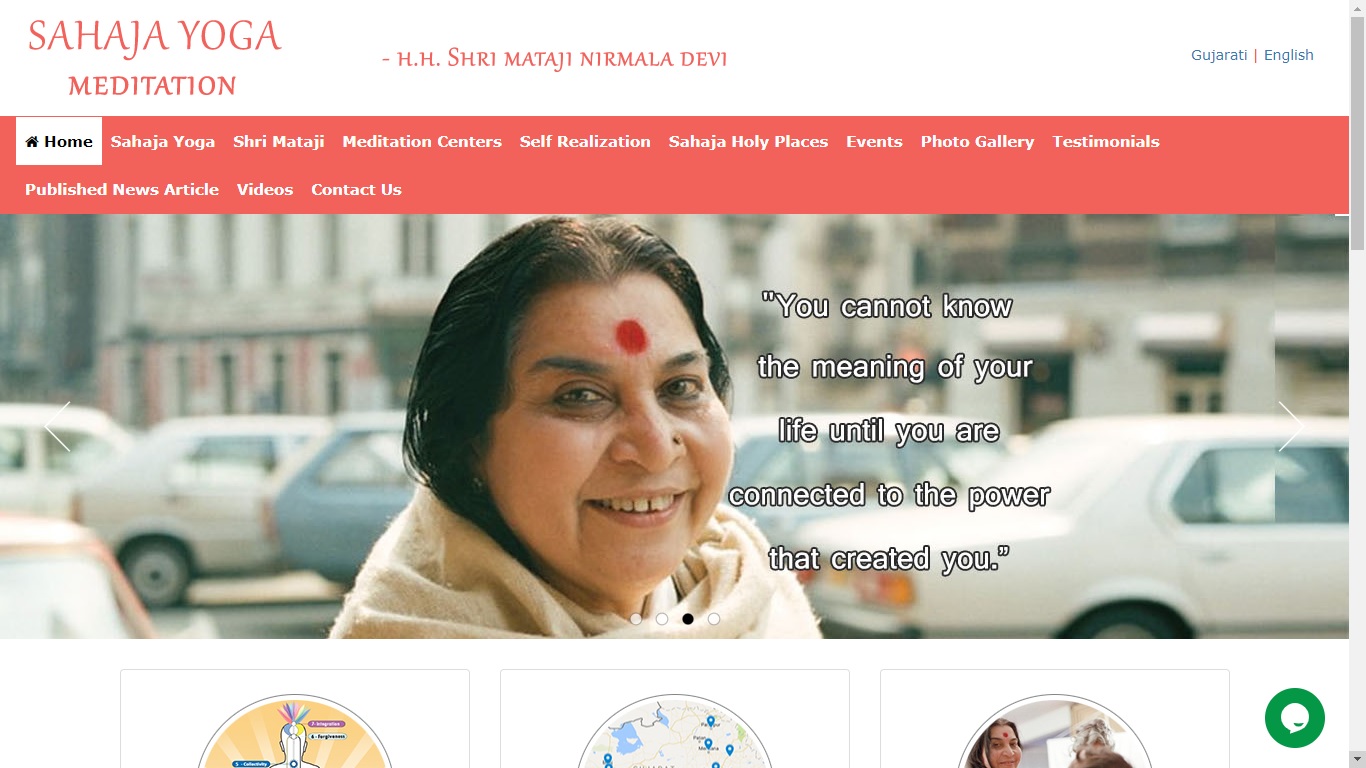 SAHAJA YOGA
MEDITATION
- H.H. SHRI MATAJI NIRMALA DEVI
Gujarati | English
Home Sahaja Yoga Shri Mataji Meditation Centers Self Realization Sahaja Holy Places Events Photo Gallery Testimonials
Published News Article Videos Contact Us
"You cannot know
the meaning of your
life until you are
connected to the power
that created you.”
7 - Integration
6 - forgiveness
5 - Collectivity
GUJARAT